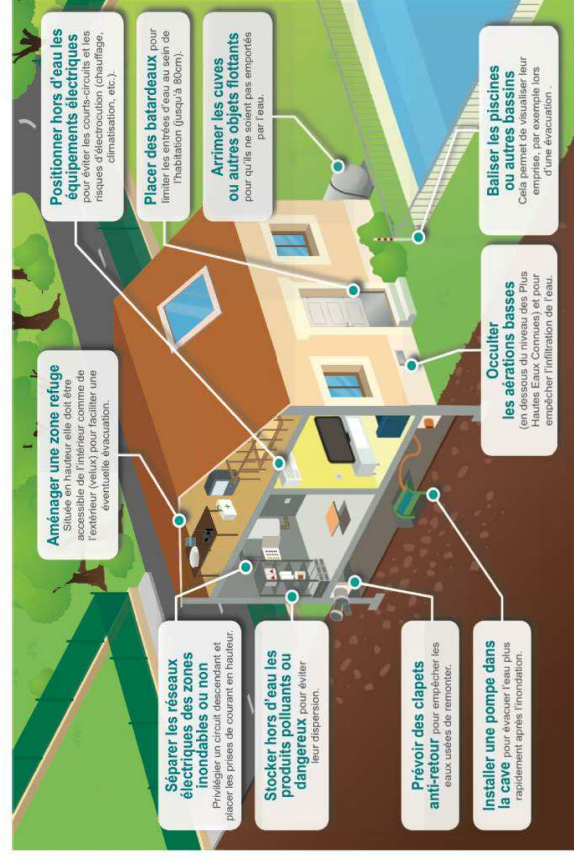 Aménager une zone refuge
Située en hauteur elle doit être
accessible de l'intérieur comme de
l'extérieur (velux) pour faciliter une
éventuelle évacuation.
Positionner hors d'eau les
équipements électriques
pour éviter les courts-circuits et les
risques d'électrocution (chauffage,
climatisation, etc.).
Placer des batardeaux pour
limiter les entrées d'eau au sein de
l'habitation (jusqu'à 80cm).
Arrimer les cuves
ou autres objets flottants
pour qu'ils ne soient pas emportés
par l'eau.
Séparer les réseaux
électriques des zones
inondables ou non
Privilégier un circuit descendant et
placer les prises de courant en hauteur.
Stocker hors d'eau les
produits polluants ou
dangereux pour éviter
leur dispersion.
Prévoir des clapets
anti-retour pour empêcher les
eaux usées de remonter.
Installer une pompe dans
la cave pour évacuer l'eau plus
rapidement après l'inondation.
Occulter
les aérations basses
(en dessous du niveau des Plus
Hautes Eaux Connues) et pour
empêcher l'infiltration de l'eau.
Baliser les piscines
ou autres bassins
Cela permet de visualiser leur
emprise, par exemple lors
d'une évacuation .